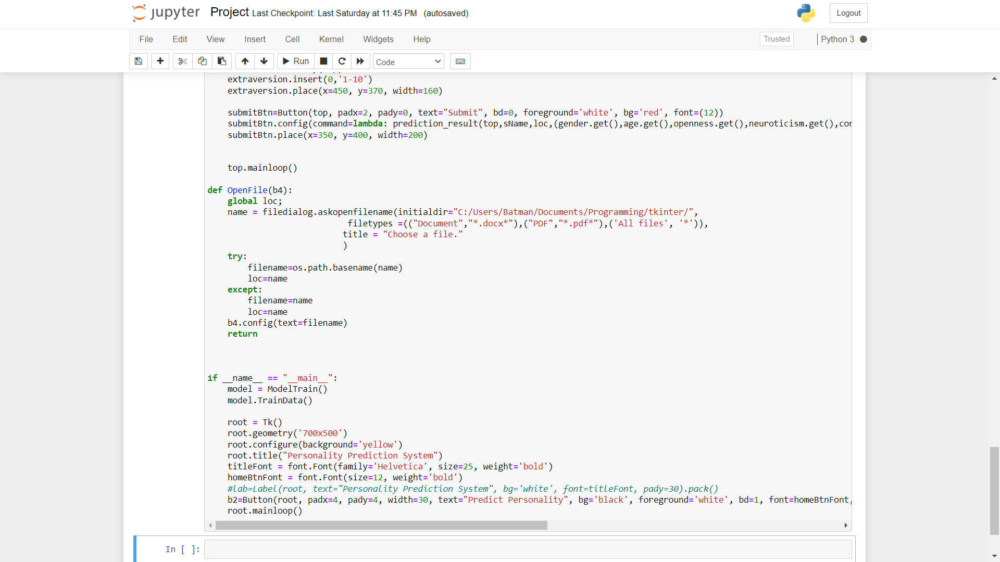 jupyter Project Last Checkpoint: Last Saturday at 11:45 PM (autosaved) Logout
File Edit View Insert Cell Kernel Widgets Help Trusted Python 3
Run Code
extraversion.insert(0,'1-10')
extraversion.place(x=450, y=370, width=160)
submitBtn=Button(top, padx=2, pady=0, text="Submit", bd=0, foreground='white', bg='red', font=(12))
submitBtn.config(command=lambda: prediction_result(top,sName,loc,(gender.get(),age.get(),openness.get(),neuroticism.get(),cor
submitBtn.place(x=350, y=400, width=200)
top.mainloop()
def OpenFile(b4):
    global loc;
    name = filedialog.askopenfilename(initialdir="C:/Users/Batman/Documents/Programming/tkinter/",
                            filetypes =(("Document","*.docx*"),("PDF","*.pdf*"),('All files', '*')),
                           title = "Choose a file."
                           )
    try:
        filename=os.path.basename(name)
        loc=name
    except:
        filename=name
        loc=name
    b4.config(text=filename)
    return
if __name__ == "__main__":
    model = ModelTrain()
    model.TrainData()
    root = Tk()
    root.geometry('700x500')
    root.configure(background='yellow')
    root.title("Personality Prediction System")
    titleFont = font.Font(family='Helvetica', size=25, weight='bold')
    homeBtnFont = font.Font(size=12, weight='bold')
    #lab=Label(root, text="Personality Prediction System", bg='white', font=titleFont, pady=30).pack()
    b2=Button(root, padx=4, pady=4, width=30, text="Predict Personality", bg='black', foreground='white', bd=1, font=homeBtnFont,
    root.mainloop()
In [ ]: